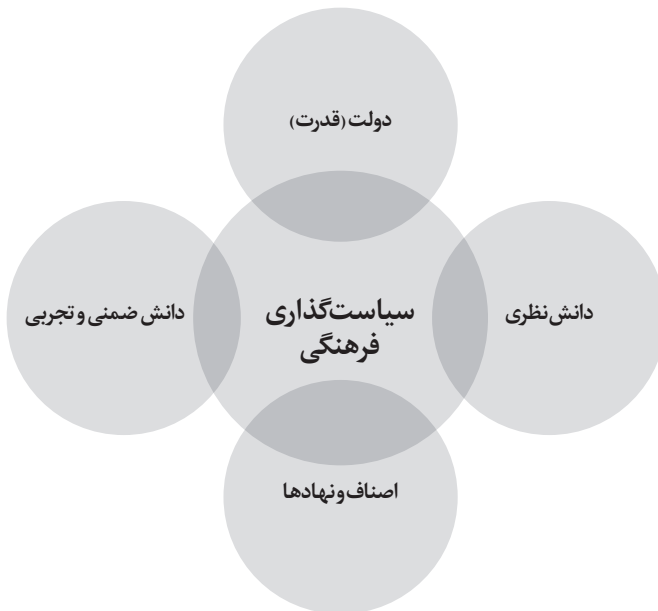 دولت (قدرت)
دانش نظری
سیاست‌گذاری
فرهنگی
دانش ضمنی و تجربی
اصناف و نهادها